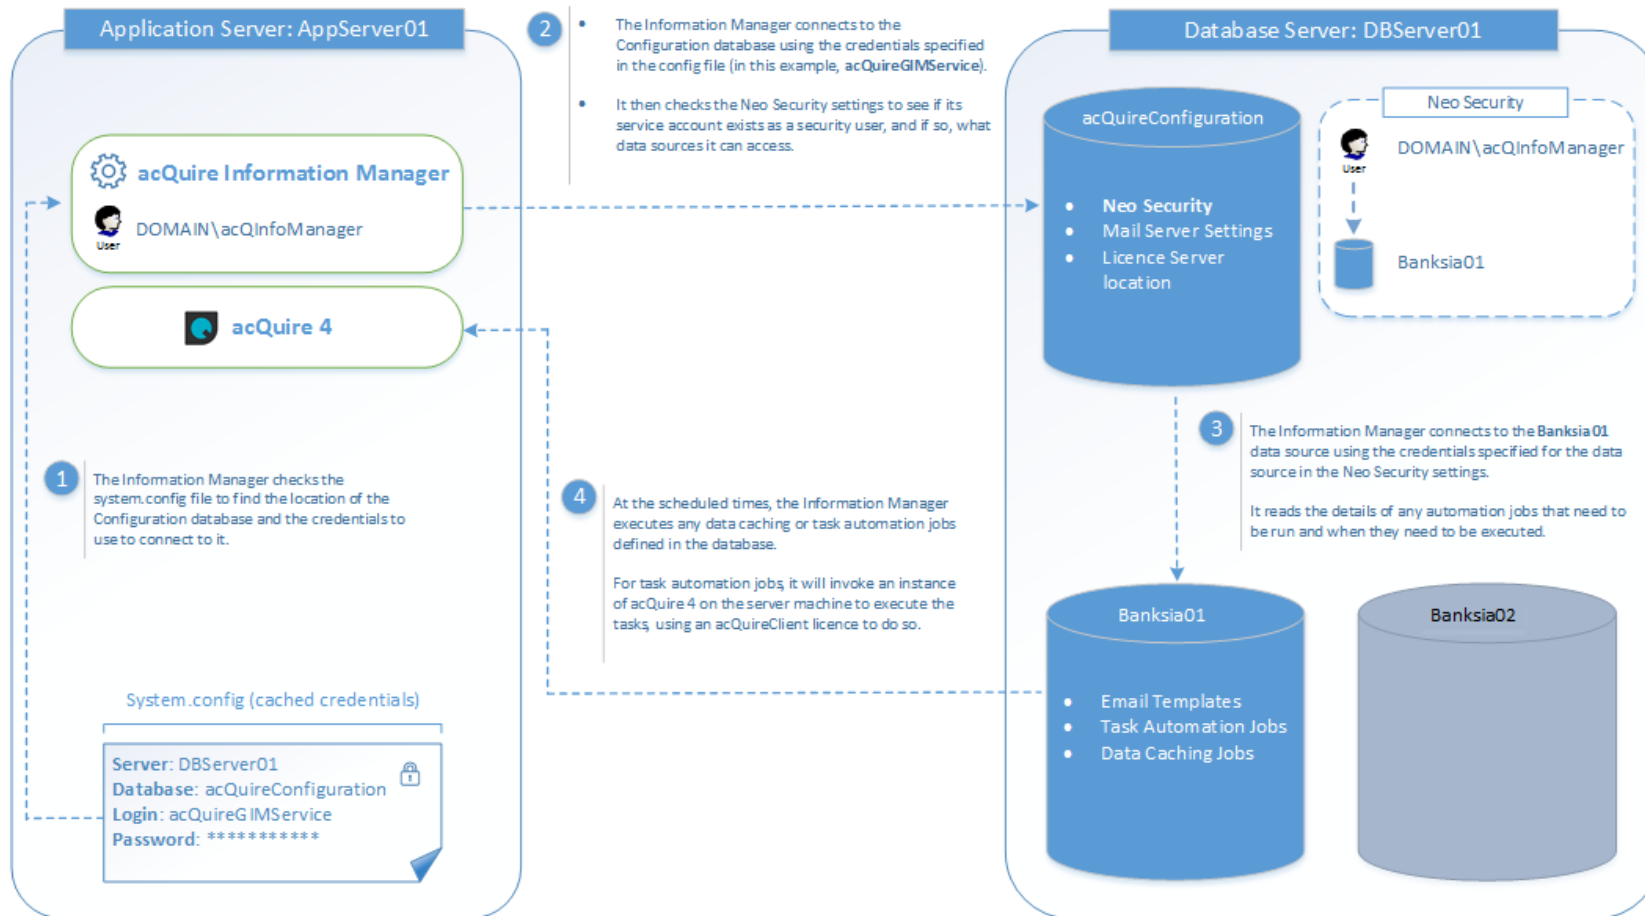 Application Server: AppServer01
acQuire Information Manager
User
DOMAIN\acQInfoManager
acQuire 4
1
The Information Manager checks the
system.config file to find the location of the
Configuration database and the credentials to
use to connect to it.
System.config (cached credentials)
Server: DBServer01
Database: acQuireConfiguration
Login: acQuireGIMService
Password: ***********
2
• The Information Manager connects to the
Configuration database using the credentials specified
in the config file (in this example, acQuireGIMService).
• It then checks the Neo Security settings to see if its
service account exists as a security user, and if so, what
data sources it can access.
4
At the scheduled times, the Information Manager
executes any data caching or task automation jobs
defined in the database.
For task automation jobs, it will invoke an instance
of acQuire 4 on the server machine to execute the
tasks, using an acQuireClient licence to do so.
Database Server: DBServer01
acQuireConfiguration
• Neo Security
• Mail Server Settings
• Licence Server
location
Neo Security
User
DOMAIN\acQInfoManager
Banksia01
3
The Information Manager connects to the Banksia01
data source using the credentials specified for the data
source in the Neo Security settings.
It reads the details of any automation jobs that need to
be run and when they need to be executed.
Banksia01
• Email Templates
• Task Automation Jobs
• Data Caching Jobs
Banksia02